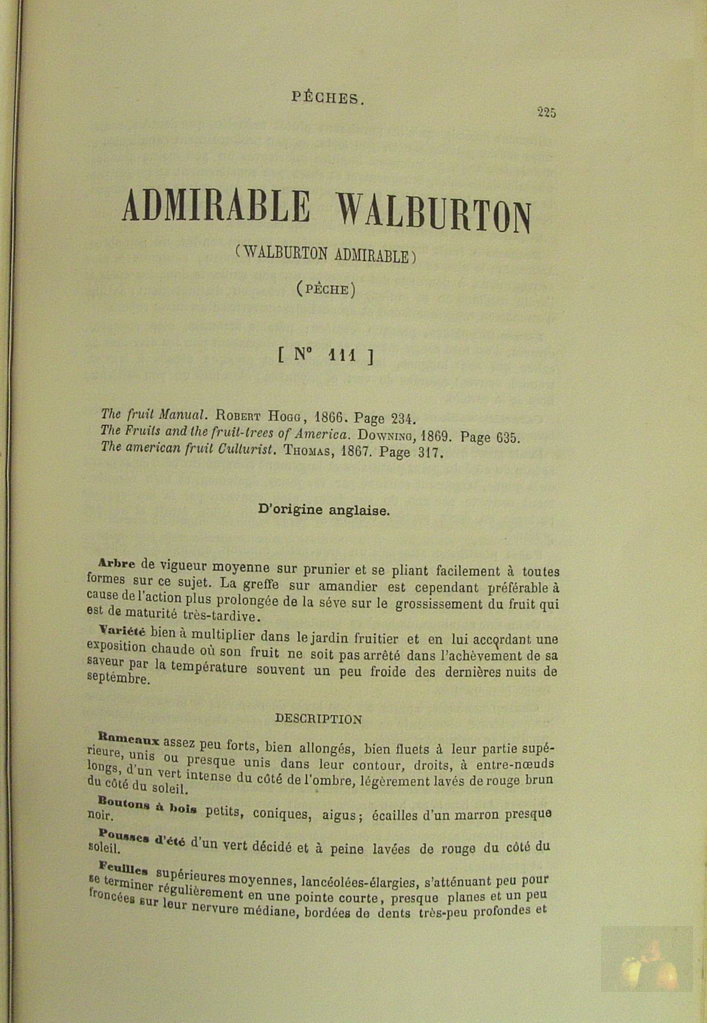 PÊCHES.
225
ADMIRABLE WALBURTON
(WALBURTON ADMIRABLE)
(PÊCHE)
[ Nº 111 ]
The fruit Manual. ROBERT HOGG, 1866. Page 234.
The Fruits and the fruit-trees of America. DOWNING, 1869. Page 635.
The american fruit Culturist. THOMAS, 1867. Page 317.
D'origine anglaise.
Arbre de vigueur moyenne sur prunier et se pliant facilement à toutes
formes sur ce sujet. La greffe sur amandier est cependant préférable à
cause de l'action plus prolongée de la séve sur le grossissement du fruit qui
est de maturité très-tardive.
Variété bien à multiplier dans le jardin fruitier et en lui accordant une
exposition chaude où son fruit ne soit pas arrêté dans l'achèvement de sa
saveur par la température souvent un peu froide des dernières nuits de
septembre.
DESCRIPTION
Rameaux assez peu forts, bien allongés, bien fluets à leur partie supé-
rieure, unis ou presque unis dans leur contour, droits, à entre-nœuds
longs, d'un vert intense du côté de l'ombre, légèrement lavés de rouge brun
du côté du soleil.
Boutons à bois petits, coniques, aigus; écailles d'un marron presque
noir.
Pousses d'été d'un vert décidé et à peine lavées de rouge du côté du
soleil.
Feuilles supérieures moyennes, lancéolées-élargies, s'atténuant peu pour
se terminer régulièrement en une pointe courte, presque planes et un peu
froncées sur leur nervure médiane, bordées de dents très-peu profondes et